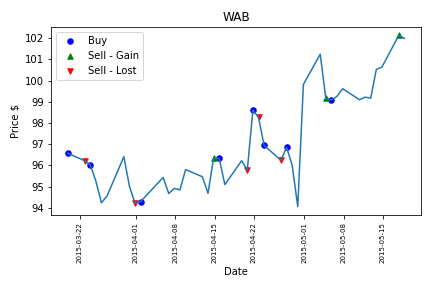 WAB
Buy
Sell - Gain
Sell - Lost
Price $
102
101
100
99
98
97
96
95
94
2015-03-22
2015-04-01
2015-04-08
2015-04-15
2015-04-22
2015-05-01
2015-05-08
2015-05-15
Date